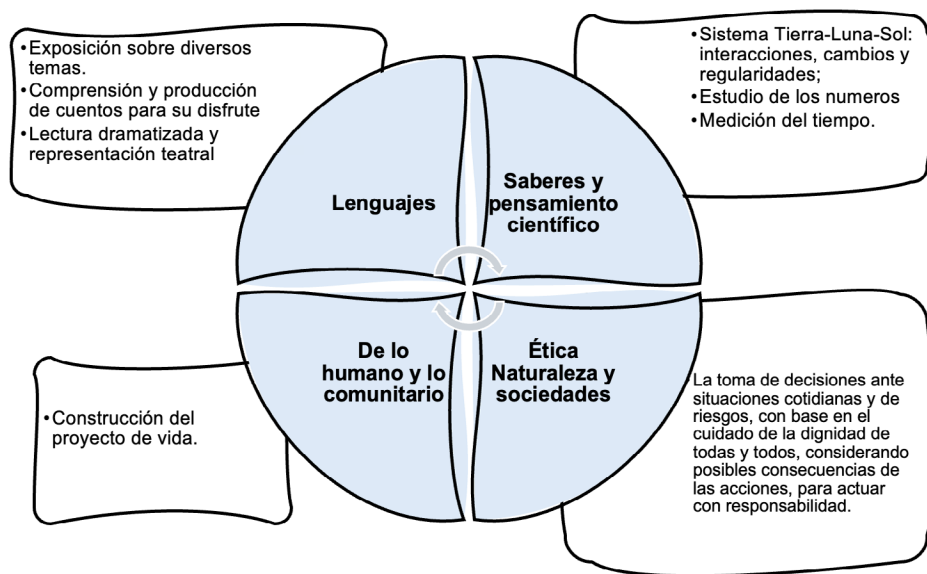 •Exposición sobre diversos
temas.
•Comprensión y producción
de cuentos para su disfrute
•Lectura dramatizada y
representación teatral
•Sistema Tierra-Luna-Sol:
interacciones, cambios y
regularidades;
•Estudio de los numeros
•Medición del tiempo.
Lenguajes
Saberes y
pensamiento
científico
De lo
humano y lo
comunitario
Ética
Naturaleza y
sociedades
•Construcción del
proyecto de vida.
•La toma de decisiones ante
situaciones cotidianas y de
riesgos, con base en el
cuidado de la dignidad de
todas y todos, considerando
posibles consecuencias de
las acciones, para actuar
con responsabilidad.